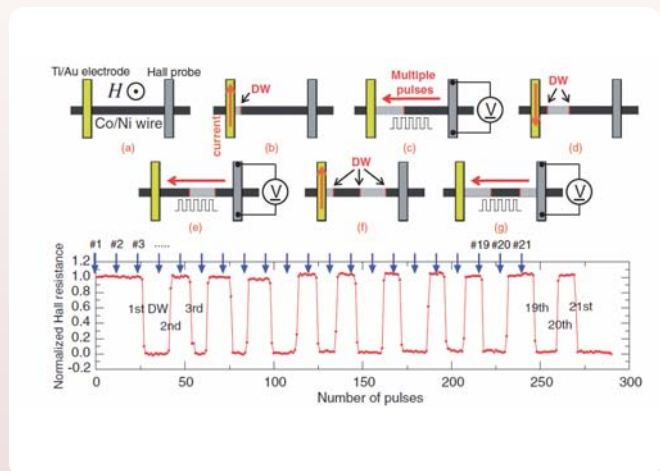 Ti/Au electrode
Hall probe
H
Co/Ni wire
(a)
DW
current
(b)
Multiple
pulses
V
(c)
DW
(d)
V
(e)
DW
(f)
V
(g)
#1 #2 #3 ..... #19 #20 #21
Normalized Hall resistance
1.2
1.0
0.8
0.6
0.4
0.2
0.0
-0.2
1st DW
2nd
3rd
19th
20th
21st
0 50 100 150 200 250 300
Number of pulses